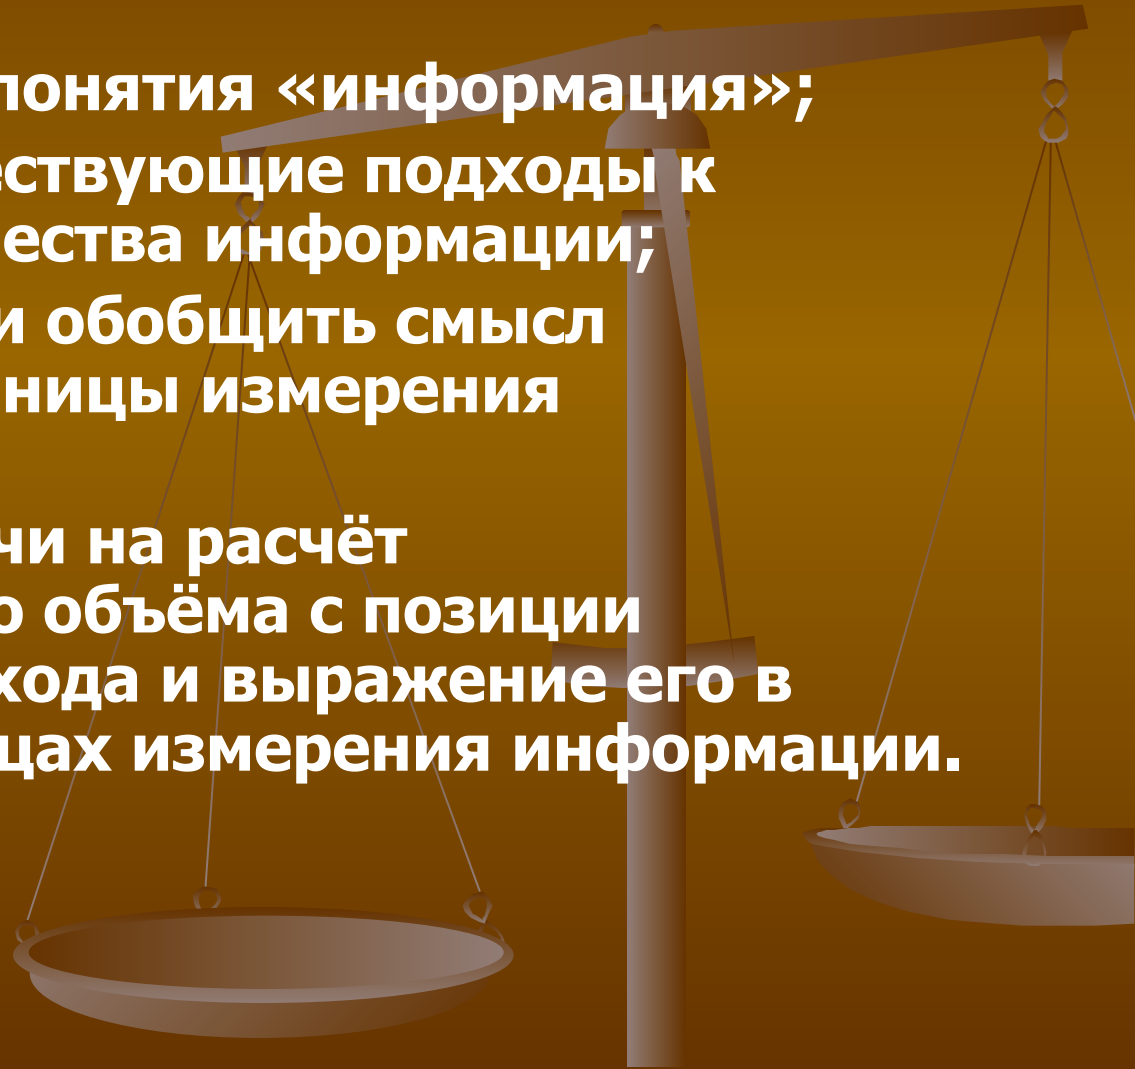 понятия «информация»;
ествующие подходы к
ества информации;
и обобщить смысл
ницы измерения
чи на расчёт
о объёма с позиции
хода и выражение его в
цах измерения информации.